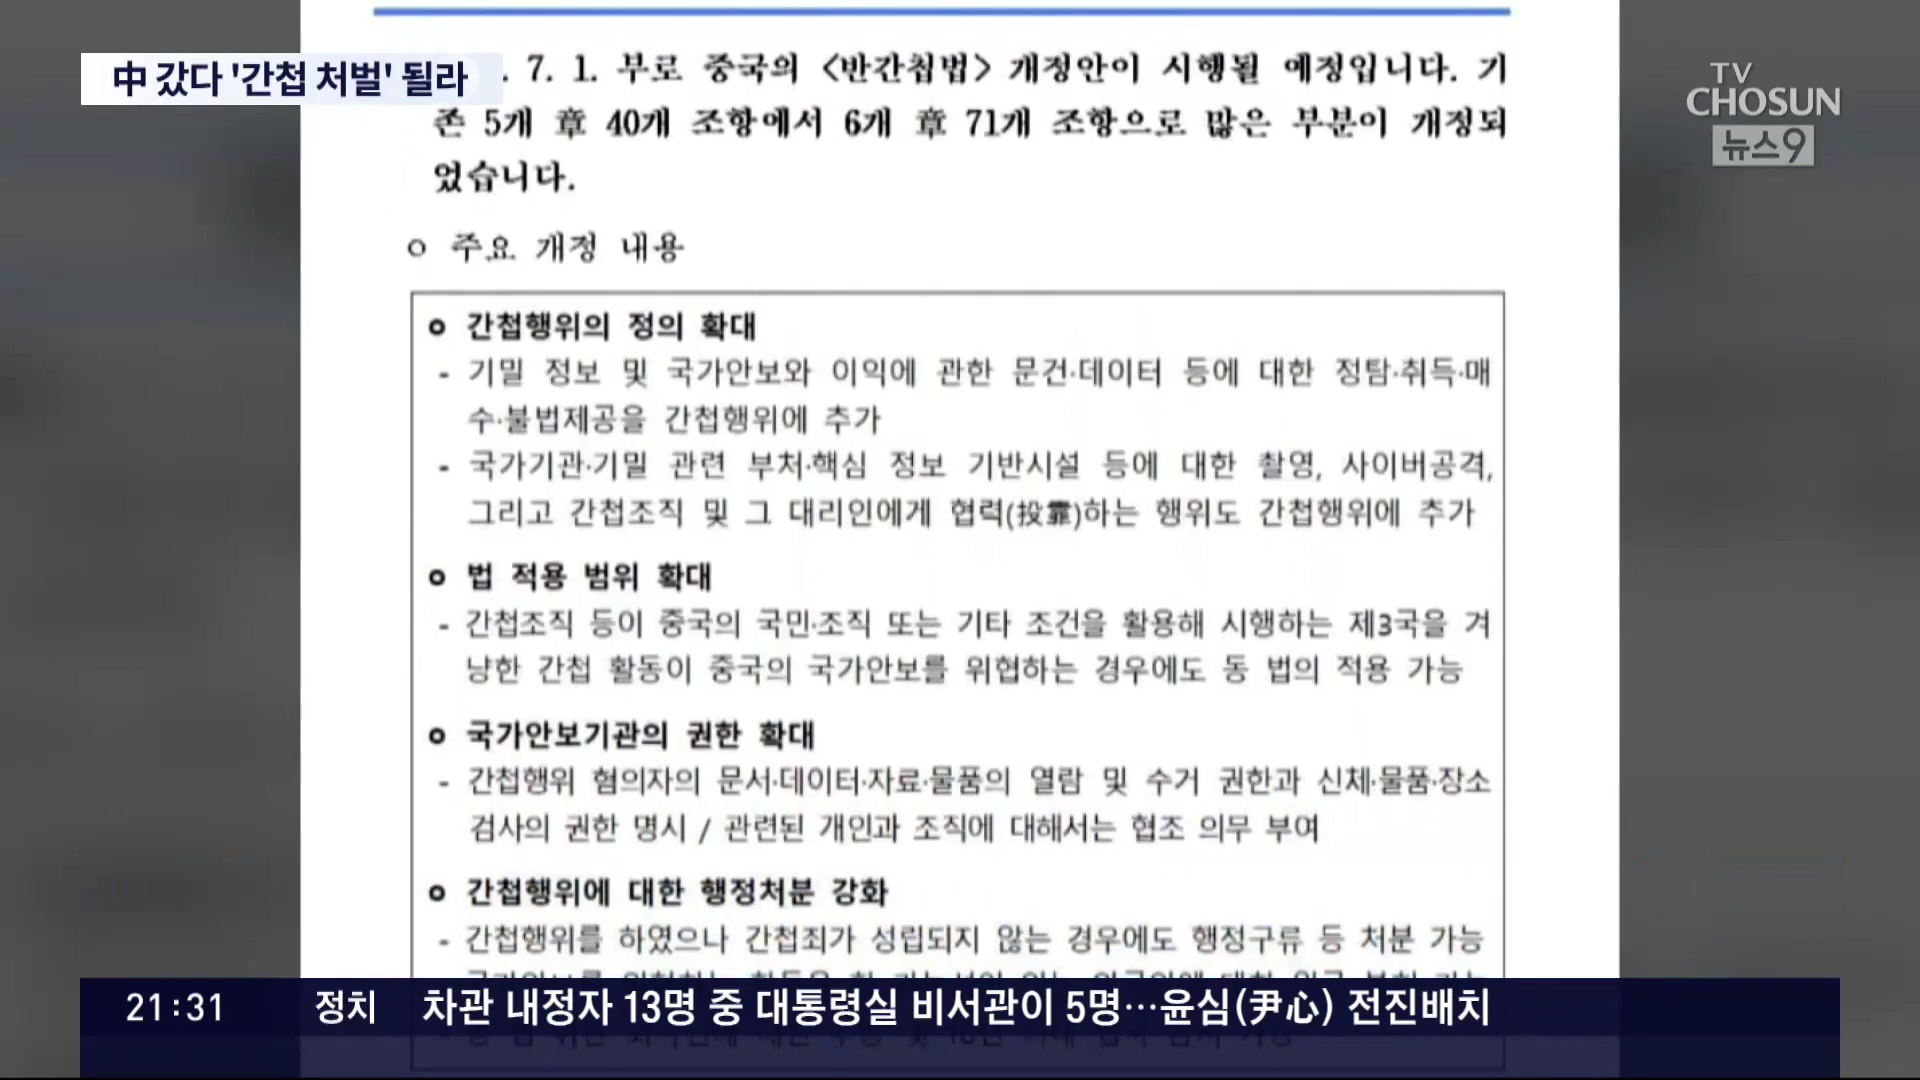 中 갔다 '간첩 처벌' 될라
TV
CHOSUN
뉴스9
. 7. 1. 부로 중국의 <반간첩법> 개정안이 시행될 예정입니다. 기
존 5개 章 40개 조항에서 6개 章 71개 조항으로 많은 부분이 개정되
었습니다.
ㅇ 주요 개정 내용
ㅇ 간첩행위의 정의 확대
- 기밀 정보 및 국가안보와 이익에 관한 문건·데이터 등에 대한 정탐·취득·매
수·불법제공을 간첩행위에 추가
- 국가기관·기밀 관련 부처·핵심 정보 기반시설 등에 대한 촬영, 사이버공격,
그리고 간첩조직 및 그 대리인에게 협력(投靠)하는 행위도 간첩행위에 추가
ㅇ 법 적용 범위 확대
- 간첩조직 등이 중국의 국민·조직 또는 기타 조건을 활용해 시행하는 제3국을 겨
냥한 간첩 활동이 중국의 국가안보를 위협하는 경우에도 동 법의 적용 가능
ㅇ 국가안보기관의 권한 확대
- 간첩행위 혐의자의 문서·데이터·자료·물품의 열람 및 수거 권한과 신체·물품·장소
검사의 권한 명시 / 관련된 개인과 조직에 대해서는 협조 의무 부여
ㅇ 간첩행위에 대한 행정처분 강화
- 간첩행위를 하였으나 간첩죄가 성립되지 않는 경우에도 행정구류 등 처분 가능
21:31 정치 차관 내정자 13명 중 대통령실 비서관이 5명…윤심(尹心) 전진배치